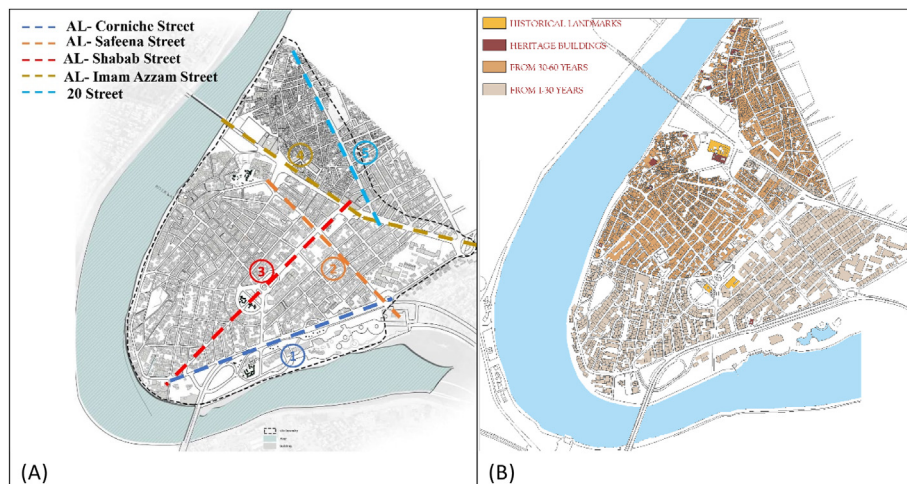 AL- Corniche Street
AL- Safeena Street
AL- Shabab Street
AL- Imam Azzam Street
20 Street
4
5
3
2
1
(A)
HISTORICAL LANDMARKS
HERITAGE BUILDINGS
FROM 30-60 YEARS
FROM 1-30 YEARS
(B)